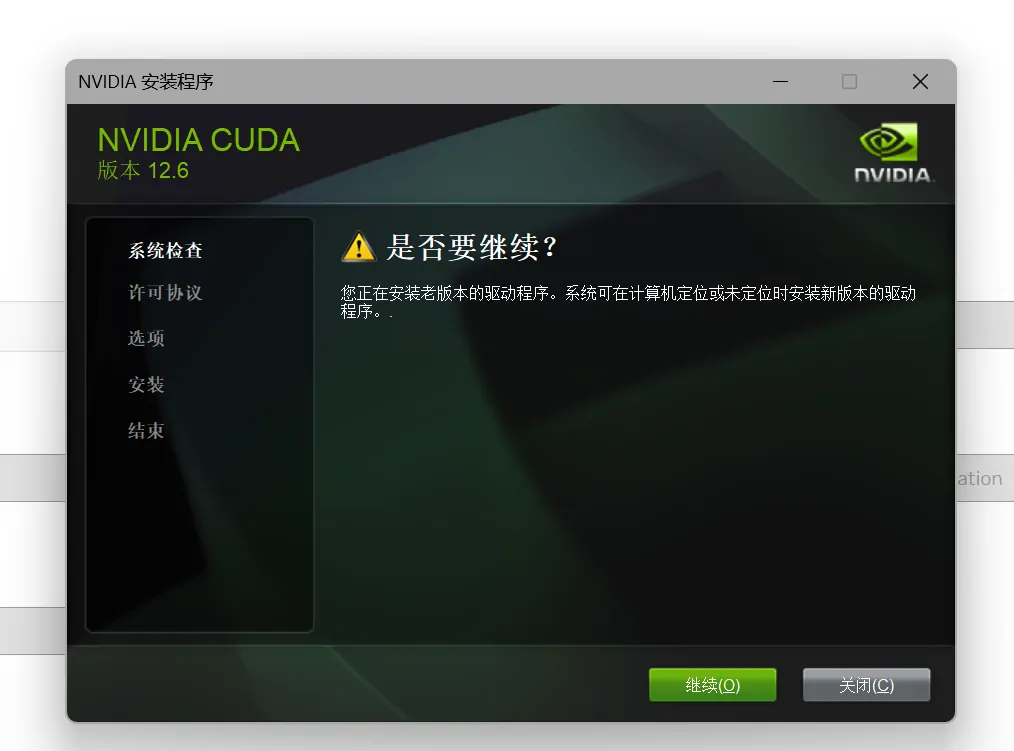 NVIDIA 安装程序
NVIDIA CUDA
版本 12.6
NVIDIA.
系统检查
许可协议
选项
安装
结束
是否要继续？
您正在安装老版本的驱动程序。系统可在计算机定位或未定位时安装新版本的驱动
程序。.
ation
继续(O)
关闭(C)